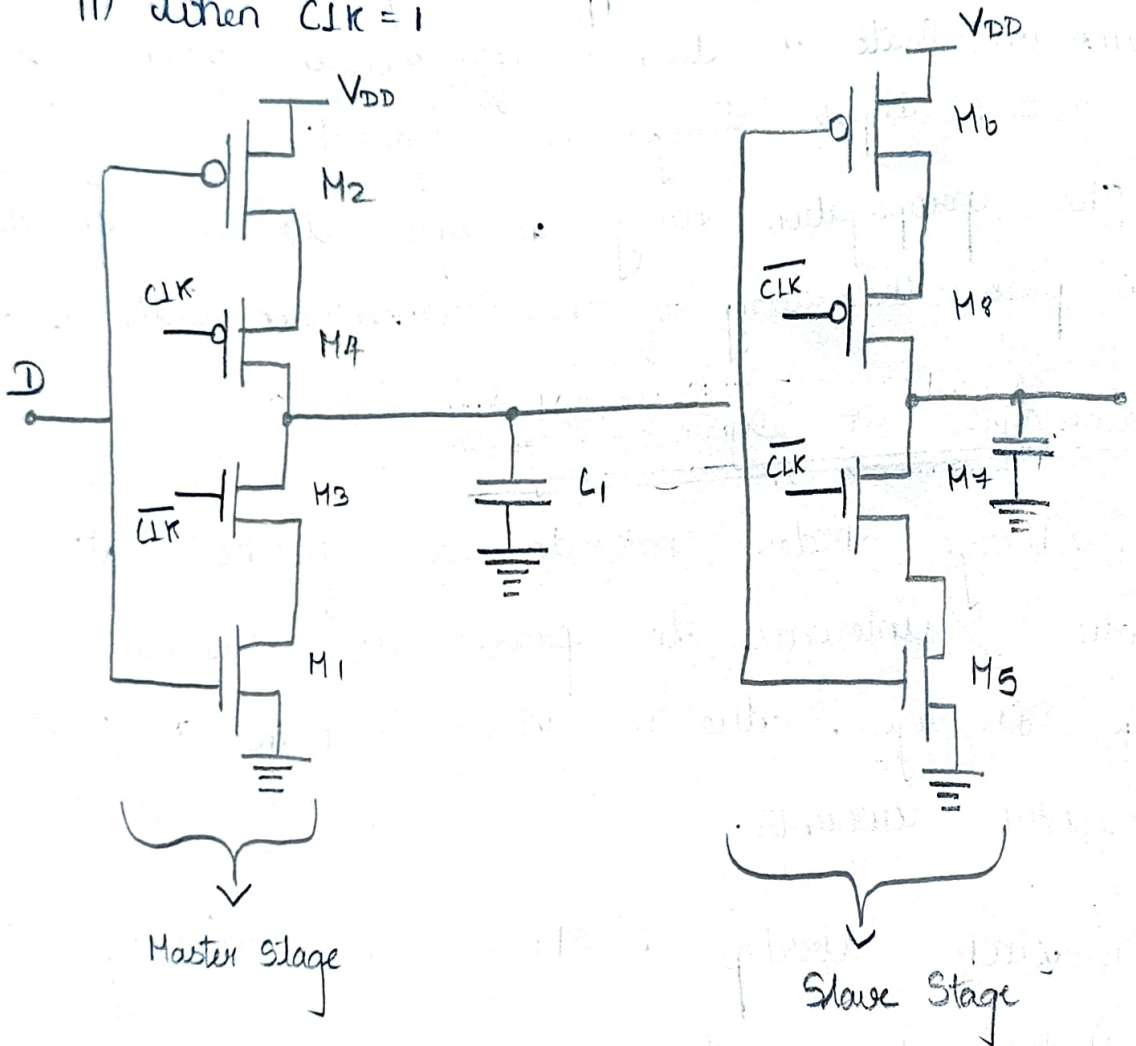 11) When CLK = 1
VDD
M2
CLK
M4
D
CLK
M3
C1
M1
Master Stage
VDD
M6
CLK
M8
CLK
M7
M5
Slave Stage